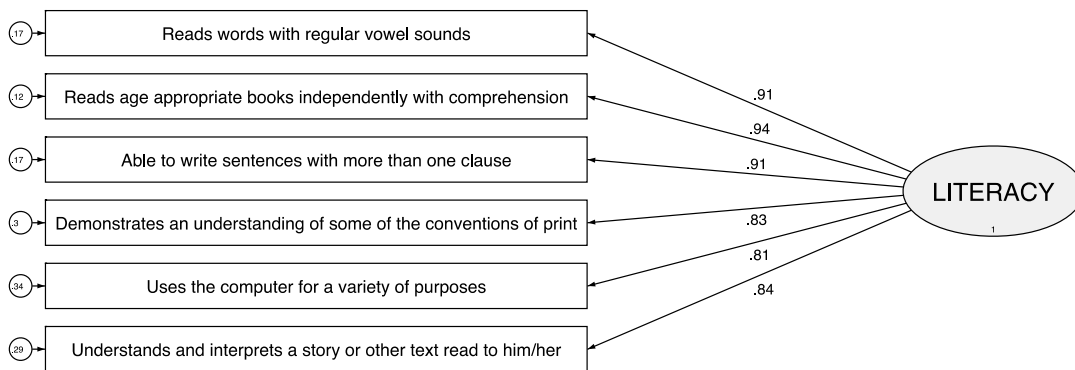 .17 Reads words with regular vowel sounds
.91
.12 Reads age appropriate books independently with comprehension
.94
.17 Able to write sentences with more than one clause
.91
LITERACY
1
.3 Demonstrates an understanding of some of the conventions of print
.83
.34 Uses the computer for a variety of purposes
.81
.84
.29 Understands and interprets a story or other text read to him/her